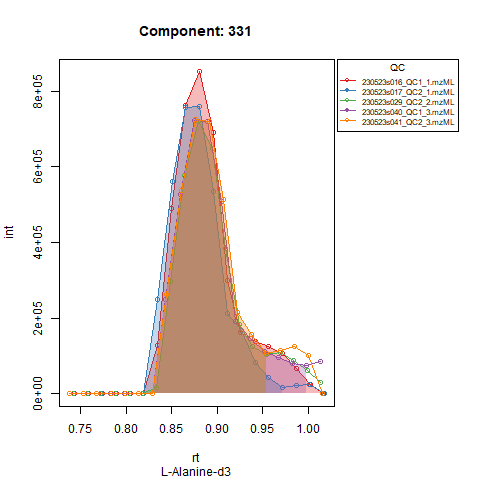 Component: 331
QC
230523s016_QC1_1.mzML
230523s017_QC2_1.mzML
230523s029_QC2_2.mzML
230523s040_QC1_3.mzML
230523s041_QC2_3.mzML
int
8e+05
6e+05
4e+05
2e+05
0e+00
0.75 0.80 0.85 0.90 0.95 1.00
rt
L-Alanine-d3